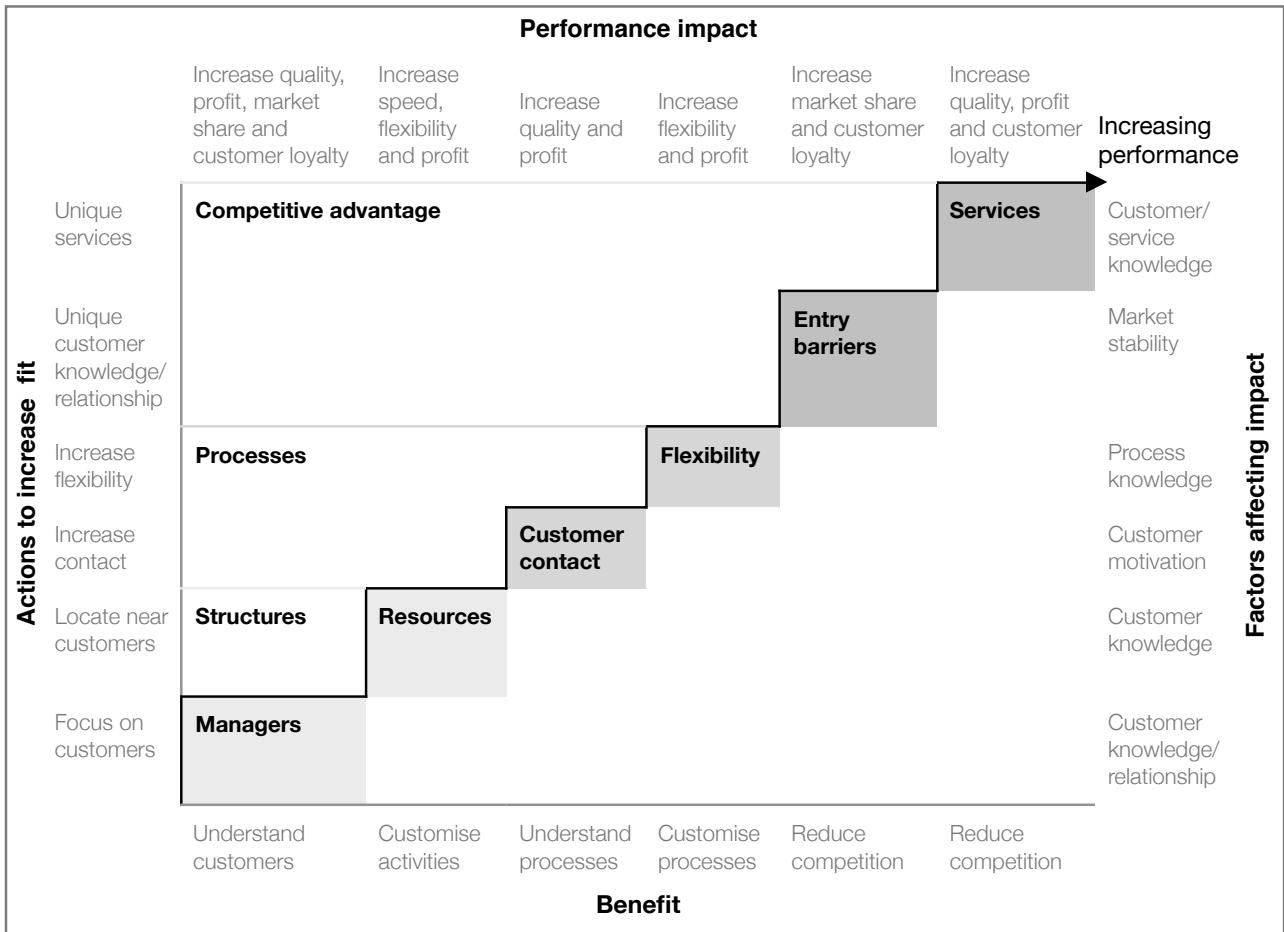 Performance impact
Increase quality,
profit, market
share and
customer loyalty
Increase
speed,
flexibility
and profit
Increase
quality and
profit
Increase
flexibility
and profit
Increase
market share
and customer
loyalty
Increase
quality, profit
and customer
loyalty
Increasing
performance
Actions to increase fit
Unique
services
Competitive advantage
Services
Customer/
service
knowledge
Unique
customer
knowledge/
relationship
Entry
barriers
Market
stability
Increase
flexibility
Processes
Flexibility
Process
knowledge
Increase
contact
Customer
contact
Customer
motivation
Locate near
customers
Structures
Resources
Customer
knowledge
Focus on
customers
Managers
Customer
knowledge/
relationship
Factors affecting impact
Understand
customers
Customise
activities
Understand
processes
Customise
processes
Reduce
competition
Reduce
competition
Benefit